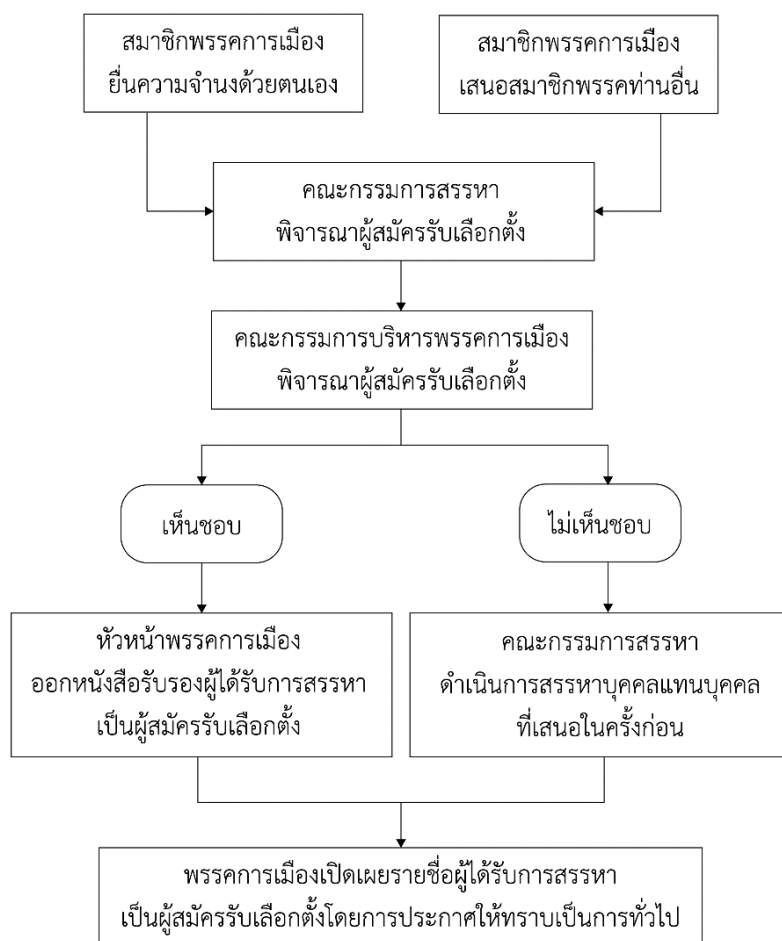 สมาชิกพรรคการเมือง
ยื่นความจำนงด้วยตนเอง
สมาชิกพรรคการเมือง
เสนอสมาชิกพรรคท่านอื่น
คณะกรรมการสรรหา
พิจารณาผู้สมัครรับเลือกตั้ง
คณะกรรมการบริหารพรรคการเมือง
พิจารณาผู้สมัครรับเลือกตั้ง
เห็นชอบ
ไม่เห็นชอบ
หัวหน้าพรรคการเมือง
ออกหนังสือรับรองผู้ได้รับการสรรหา
เป็นผู้สมัครรับเลือกตั้ง
คณะกรรมการสรรหา
ดำเนินการสรรหาบุคคลแทนบุคคล
ที่เสนอในครั้งก่อน
พรรคการเมืองเปิดเผยรายชื่อผู้ได้รับการสรรหา
เป็นผู้สมัครรับเลือกตั้งโดยการประกาศให้ทราบเป็นการทั่วไป